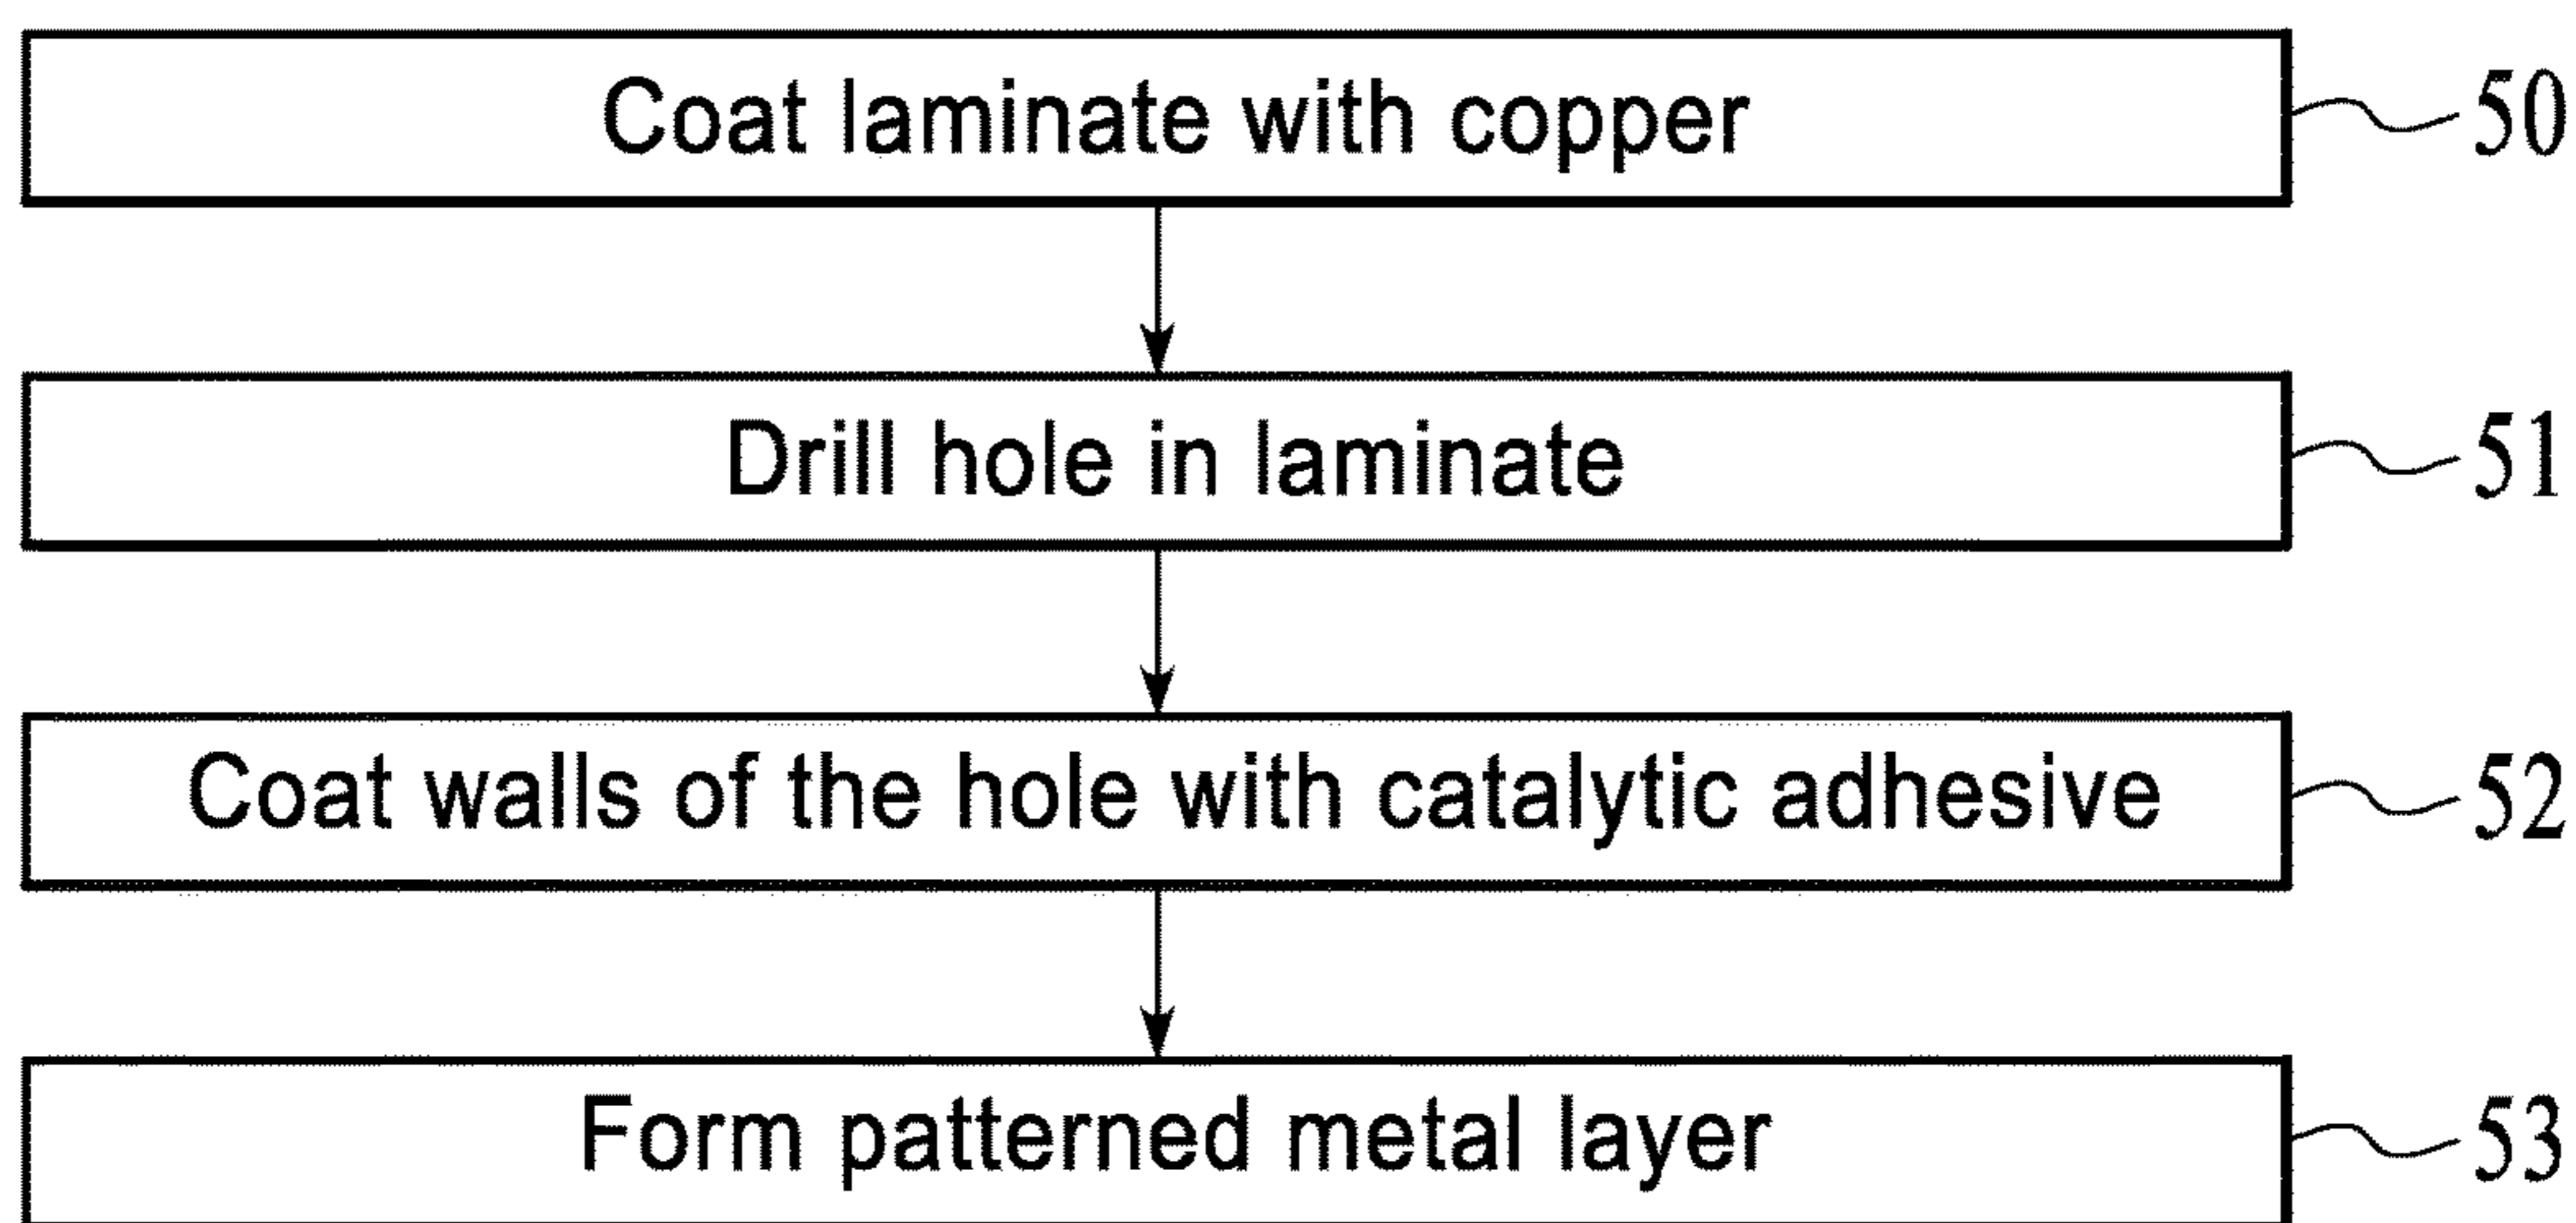 Coat laminate with copper 50
Drill hole in laminate 51
Coat walls of the hole with catalytic adhesive 52
Form patterned metal layer 53